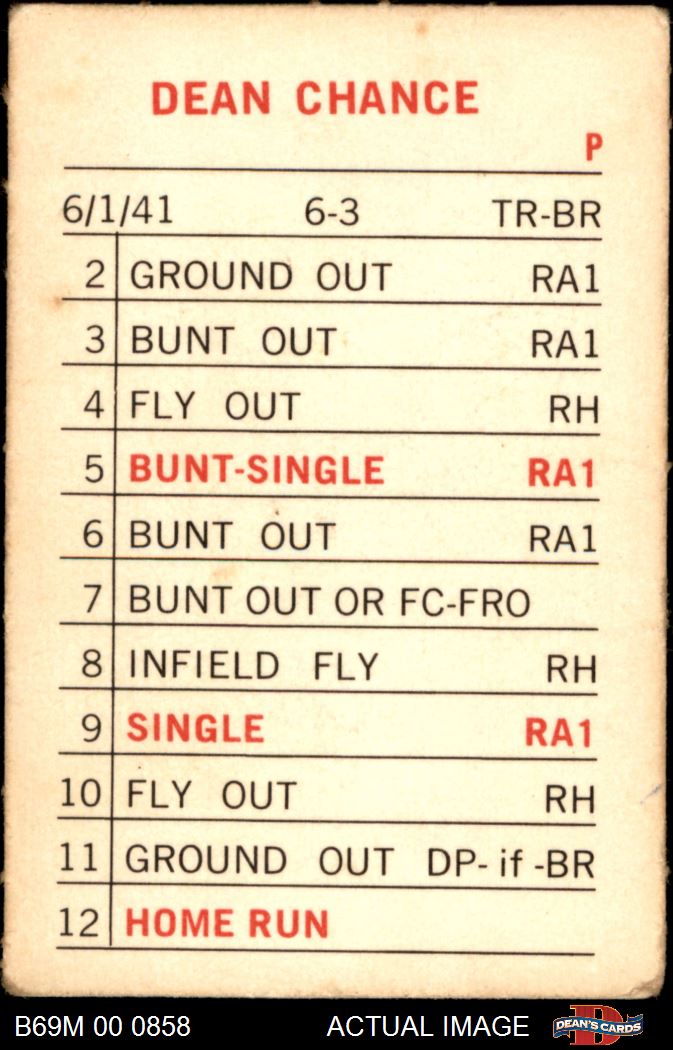 DEAN CHANCE
P
6/1/41 6-3 TR-BR
2 GROUND OUT RA1
3 BUNT OUT RA1
4 FLY OUT RH
5 BUNT-SINGLE RA1
6 BUNT OUT RA1
7 BUNT OUT OR FC-FRO
8 INFIELD FLY RH
9 SINGLE RA1
10 FLY OUT RH
11 GROUND OUT DP-if-BR
12 HOME RUN
B69M 00 0858 ACTUAL IMAGE D DEAN'S CARDS